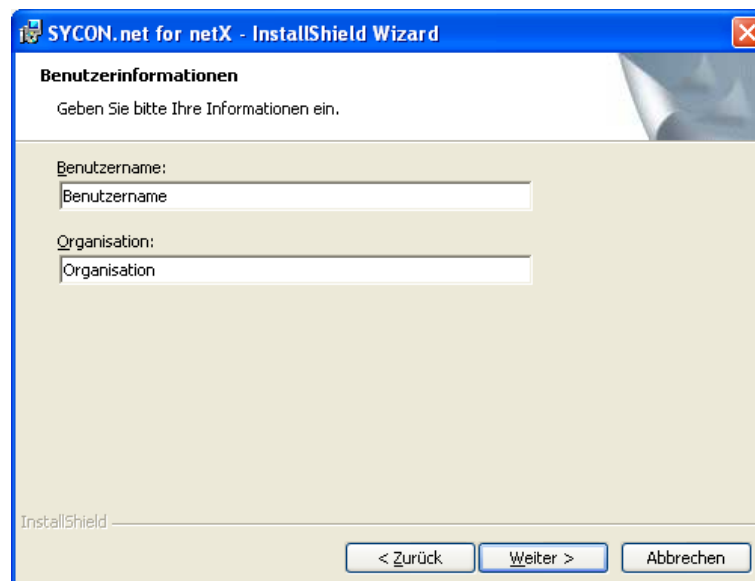 SYCON.net for netX - InstallShield Wizard
Benutzerinformationen
Geben Sie bitte Ihre Informationen ein.
Benutzername:
Benutzername
Organisation:
Organisation
InstallShield
< Zurück Weiter > Abbrechen